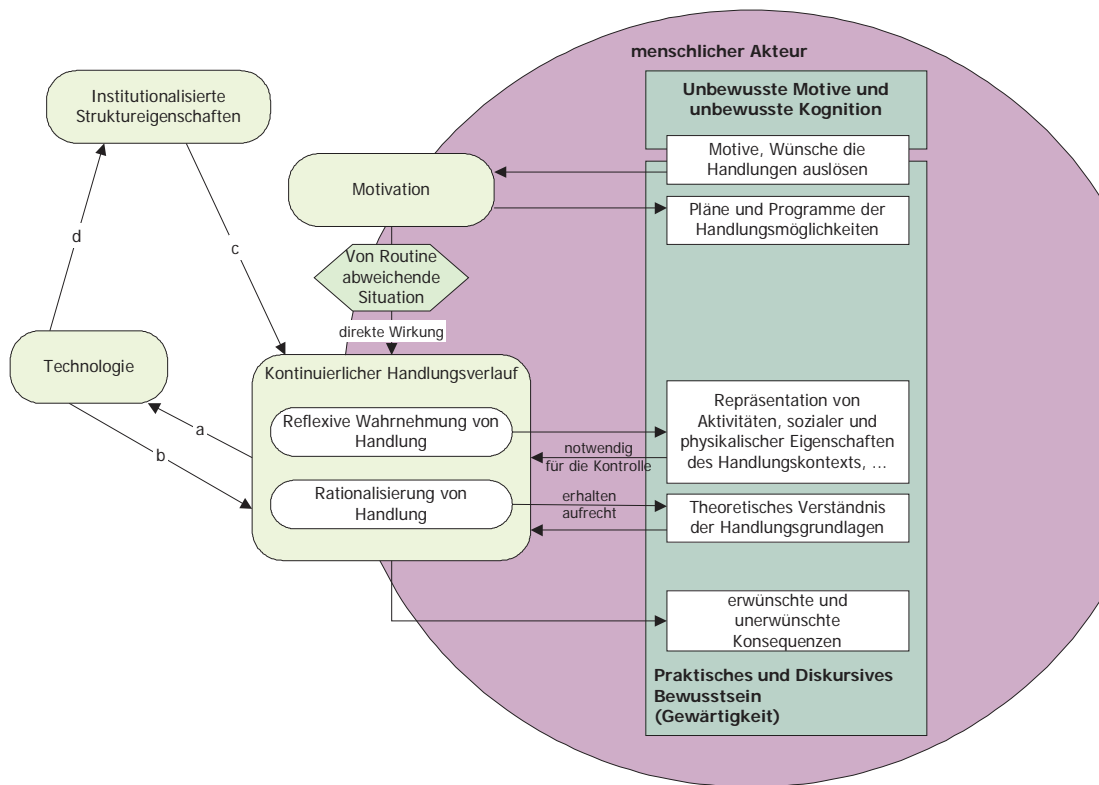 menschlicher Akteur
Institutionalisierte
Struktureigenschaften
Unbewusste Motive und
unbewusste Kognition
Motive, Wünsche die
Handlungen auslösen
Motivation
Pläne und Programme der
Handlungsmöglichkeiten
d
c
Von Routine
abweichende
Situation
direkte Wirkung
Technologie
Kontinuierlicher Handlungsverlauf
a
b
Reflexive Wahrnehmung von
Handlung
Repräsentation von
Aktivitäten, sozialer und
physikalischer Eigenschaften
des Handlungskontexts, ...
notwendig
für die Kontrolle
Rationalisierung von
Handlung
erhalten
aufrecht
Theoretisches Verständnis
der Handlungsgrundlagen
erwünschte und
unerwünschte
Konsequenzen
Praktisches und Diskursives
Bewusstsein
(Gewärtigkeit)